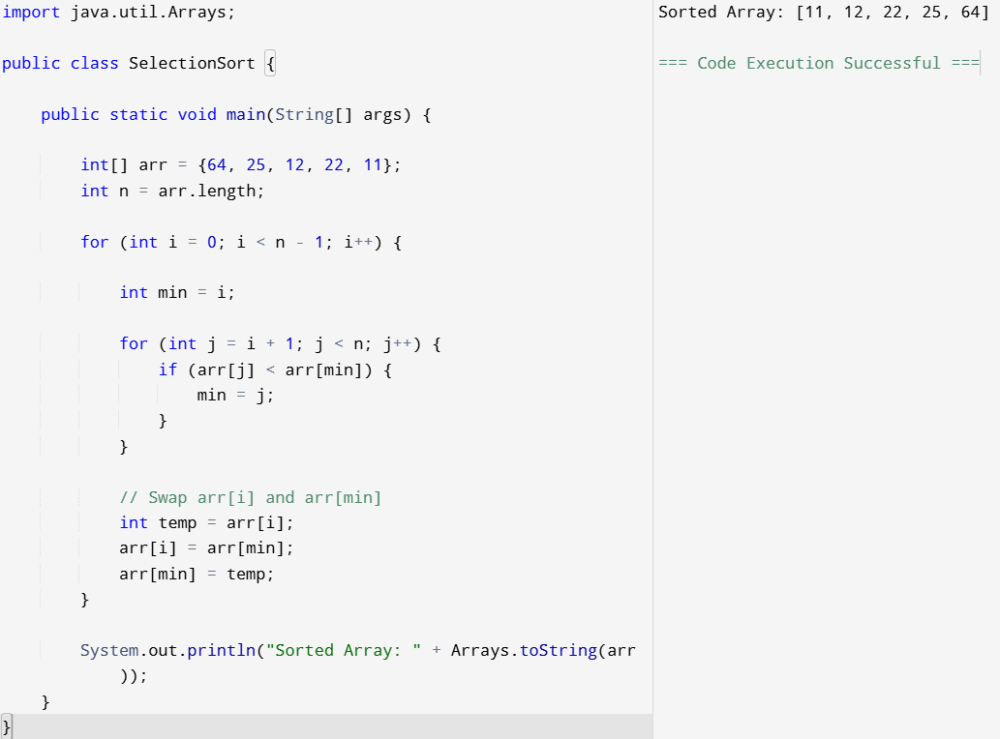 import java.util.Arrays;
public class SelectionSort {
public static void main(String[] args) {
int[] arr = {64, 25, 12, 22, 11};
int n = arr.length;
for (int i = 0; i < n - 1; i++) {
int min = i;
for (int j = i + 1; j < n; j++) {
if (arr[j] < arr[min]) {
min = j;
}
}
// Swap arr[i] and arr[min]
int temp = arr[i];
arr[i] = arr[min];
arr[min] = temp;
}
System.out.println("Sorted Array: " + Arrays.toString(arr
));
}
}
Sorted Array: [11, 12, 22, 25, 64]
=== Code Execution Successful ===